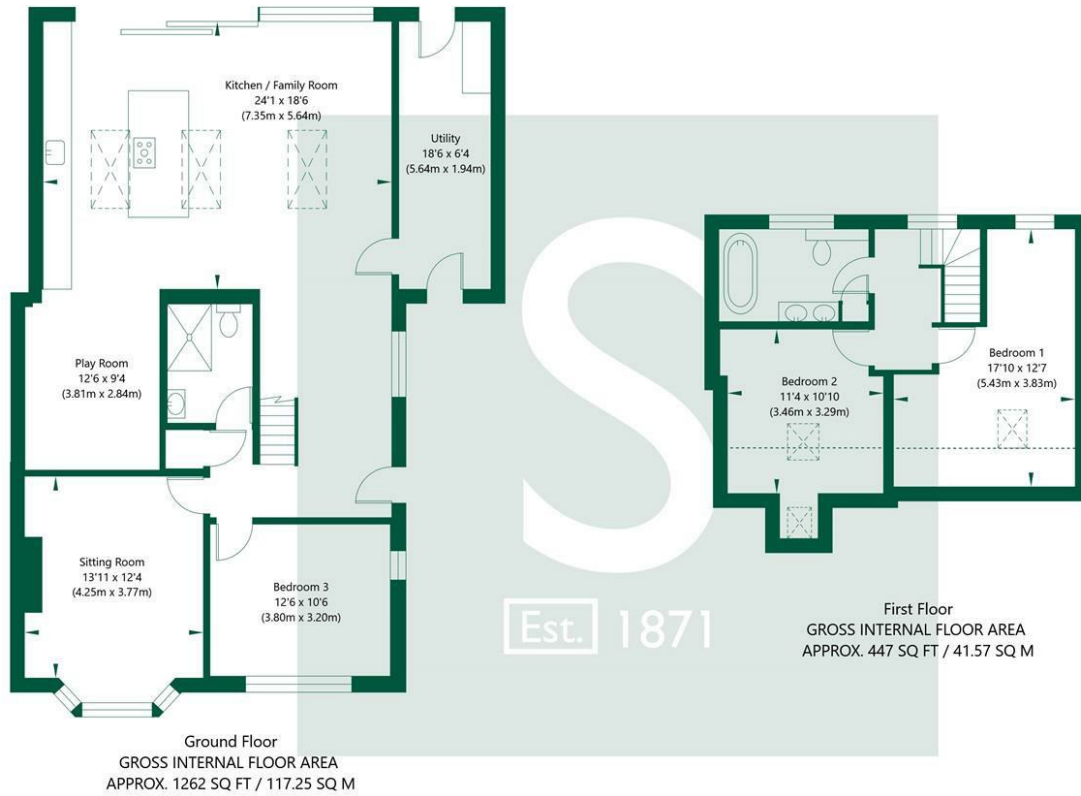 Kitchen / Family Room
24'1 x 18'6
(7.35m x 5.64m)
Utility
18'6 x 6'4
(5.64m x 1.94m)
Play Room
12'6 x 9'4
(3.81m x 2.84m)
Sitting Room
13'11 x 12'4
(4.25m x 3.77m)
Bedroom 3
12'6 x 10'6
(3.80m x 3.20m)
Ground Floor
GROSS INTERNAL FLOOR AREA
APPROX. 1262 SQ FT / 117.25 SQ M
S
Est. 1871
Bedroom 1
17'10 x 12'7
(5.43m x 3.83m)
Bedroom 2
11'4 x 10'10
(3.46m x 3.29m)
First Floor
GROSS INTERNAL FLOOR AREA
APPROX. 447 SQ FT / 41.57 SQ M